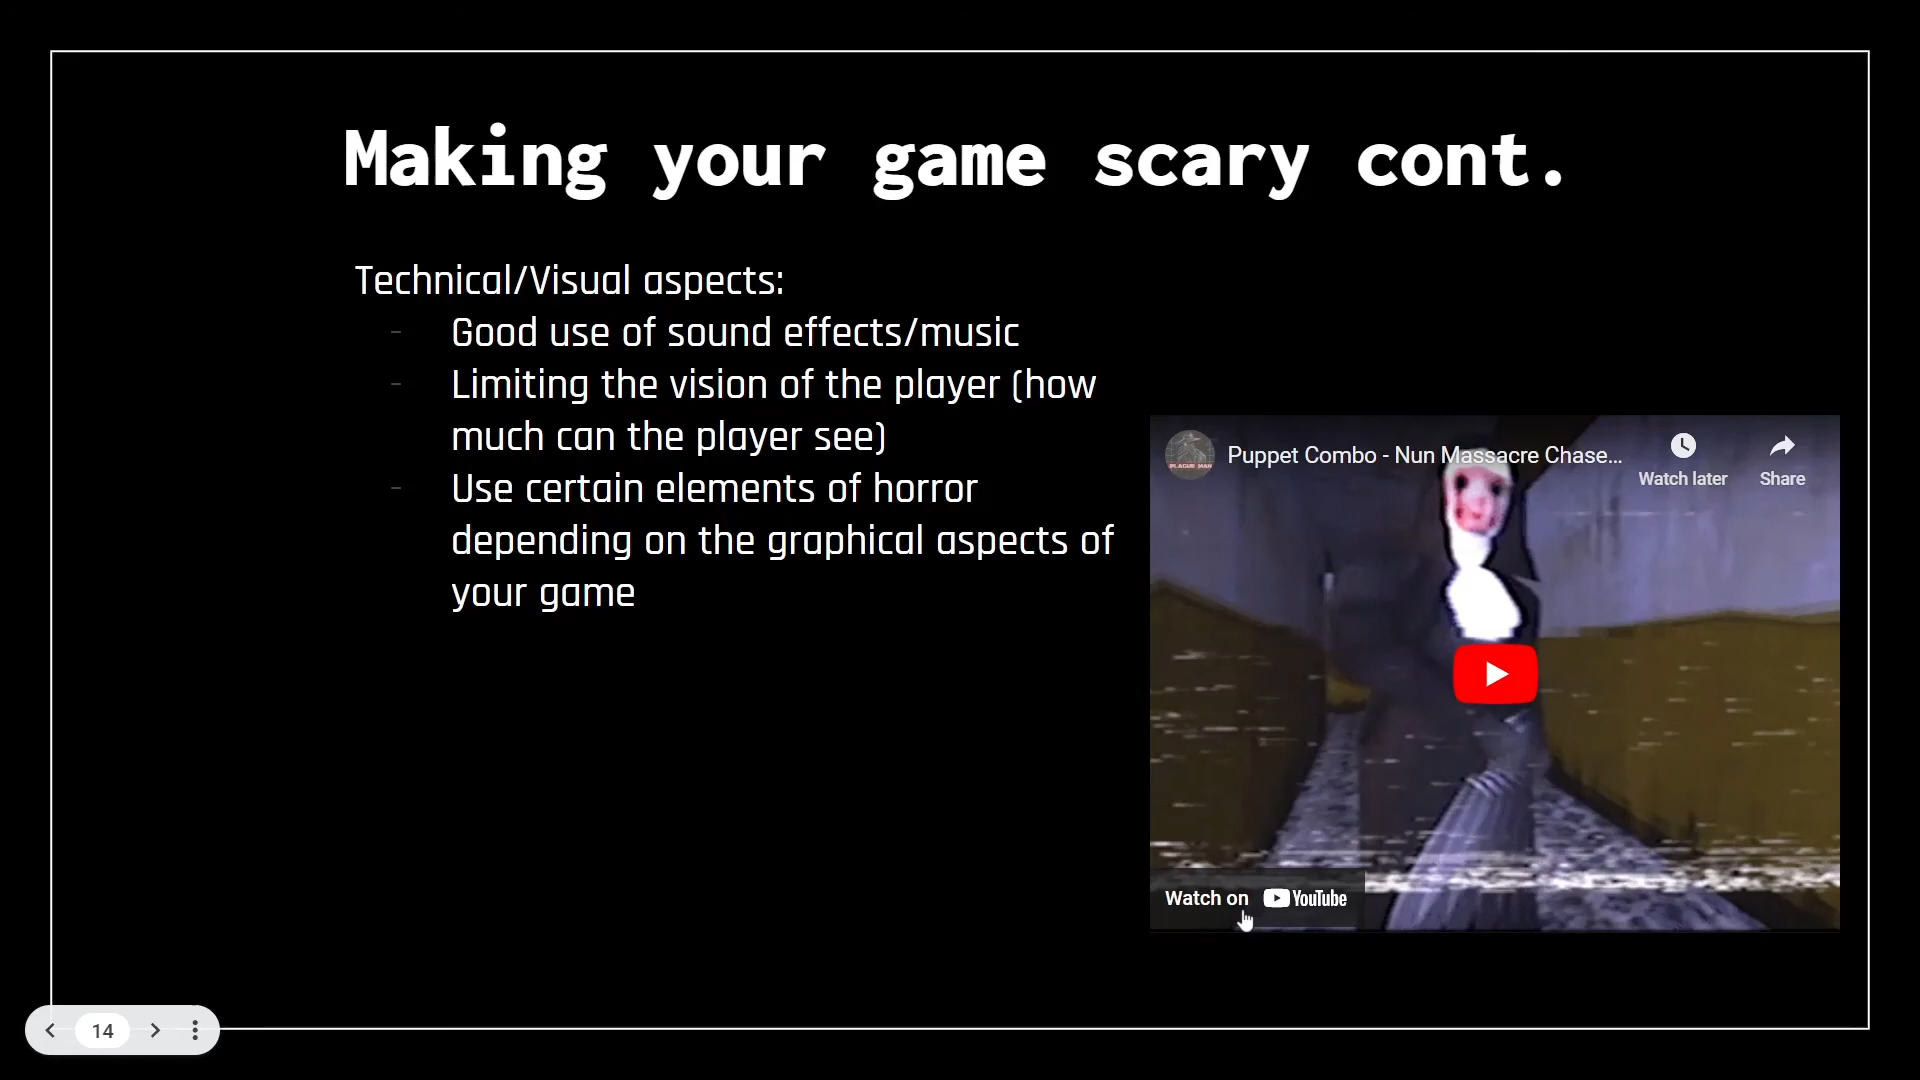 Making your game scary cont.
Technical/Visual aspects:
- Good use of sound effects/music
- Limiting the vision of the player (how
much can the player see)
- Use certain elements of horror
depending on the graphical aspects of
your game
PLAGUE MAN
Puppet Combo - Nun Massacre Chase...
Watch later
Share
Watch on YouTube
14